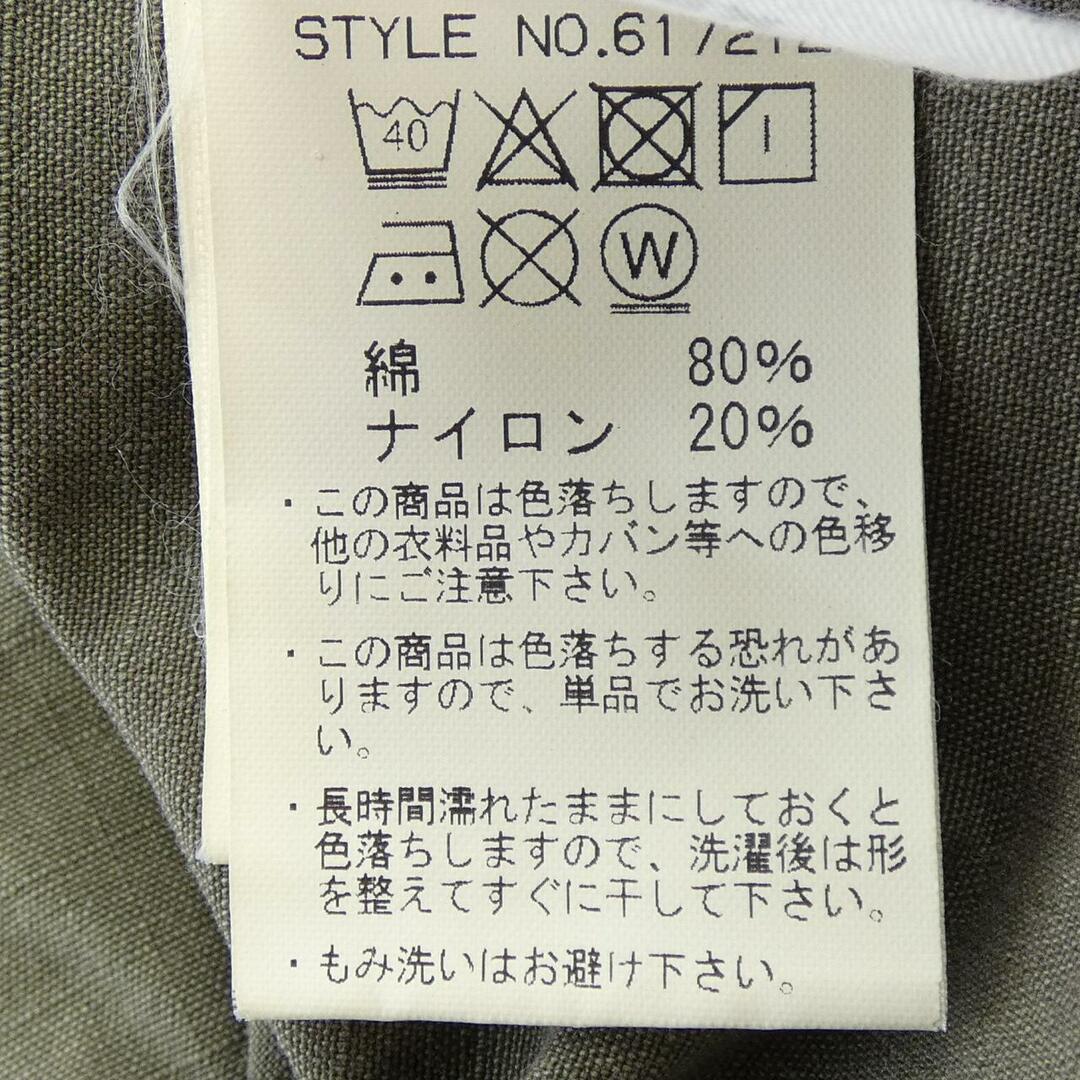 STYLE NO.617212
40
W
綿 80%
ナイロン 20%
・この商品は色落ちしますので、
他の衣料品やカバン等への色移
りにご注意下さい。
・この商品は色落ちする恐れがあ
りますので、単品でお洗い下さ
い。
・長時間濡れたままにしておくと
色落ちしますので、洗濯後は形
を整えてすぐに干して下さい。
・もみ洗いはお避け下さい。